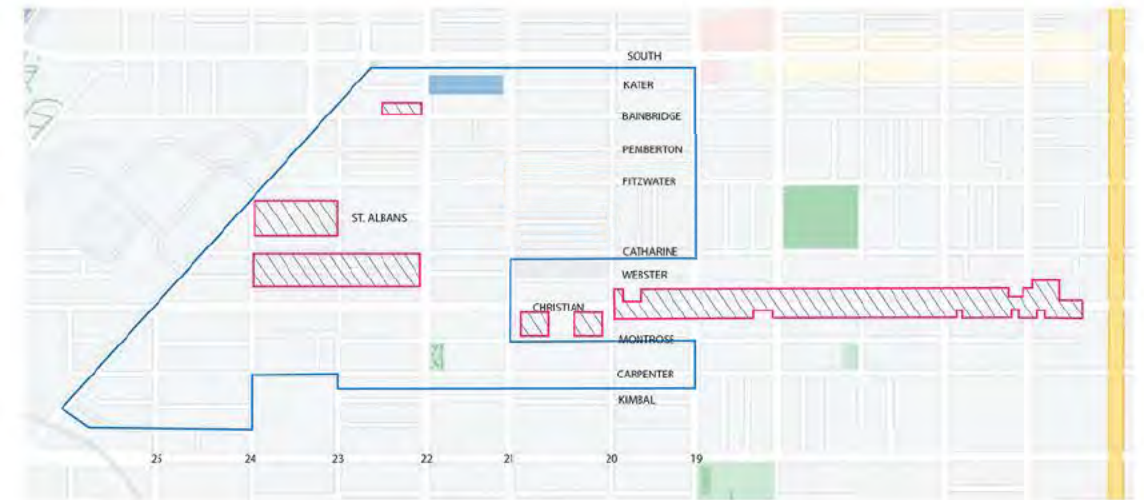 SOUTH
KATER
BAINBRIDGE
PEMBERTON
FITZWATER
ST. ALBANS
CATHARINE
WEBSTER
CHRISTIAN
MONTROSE
CARPENTER
KIMBAL
25 24 23 22 21 20 19